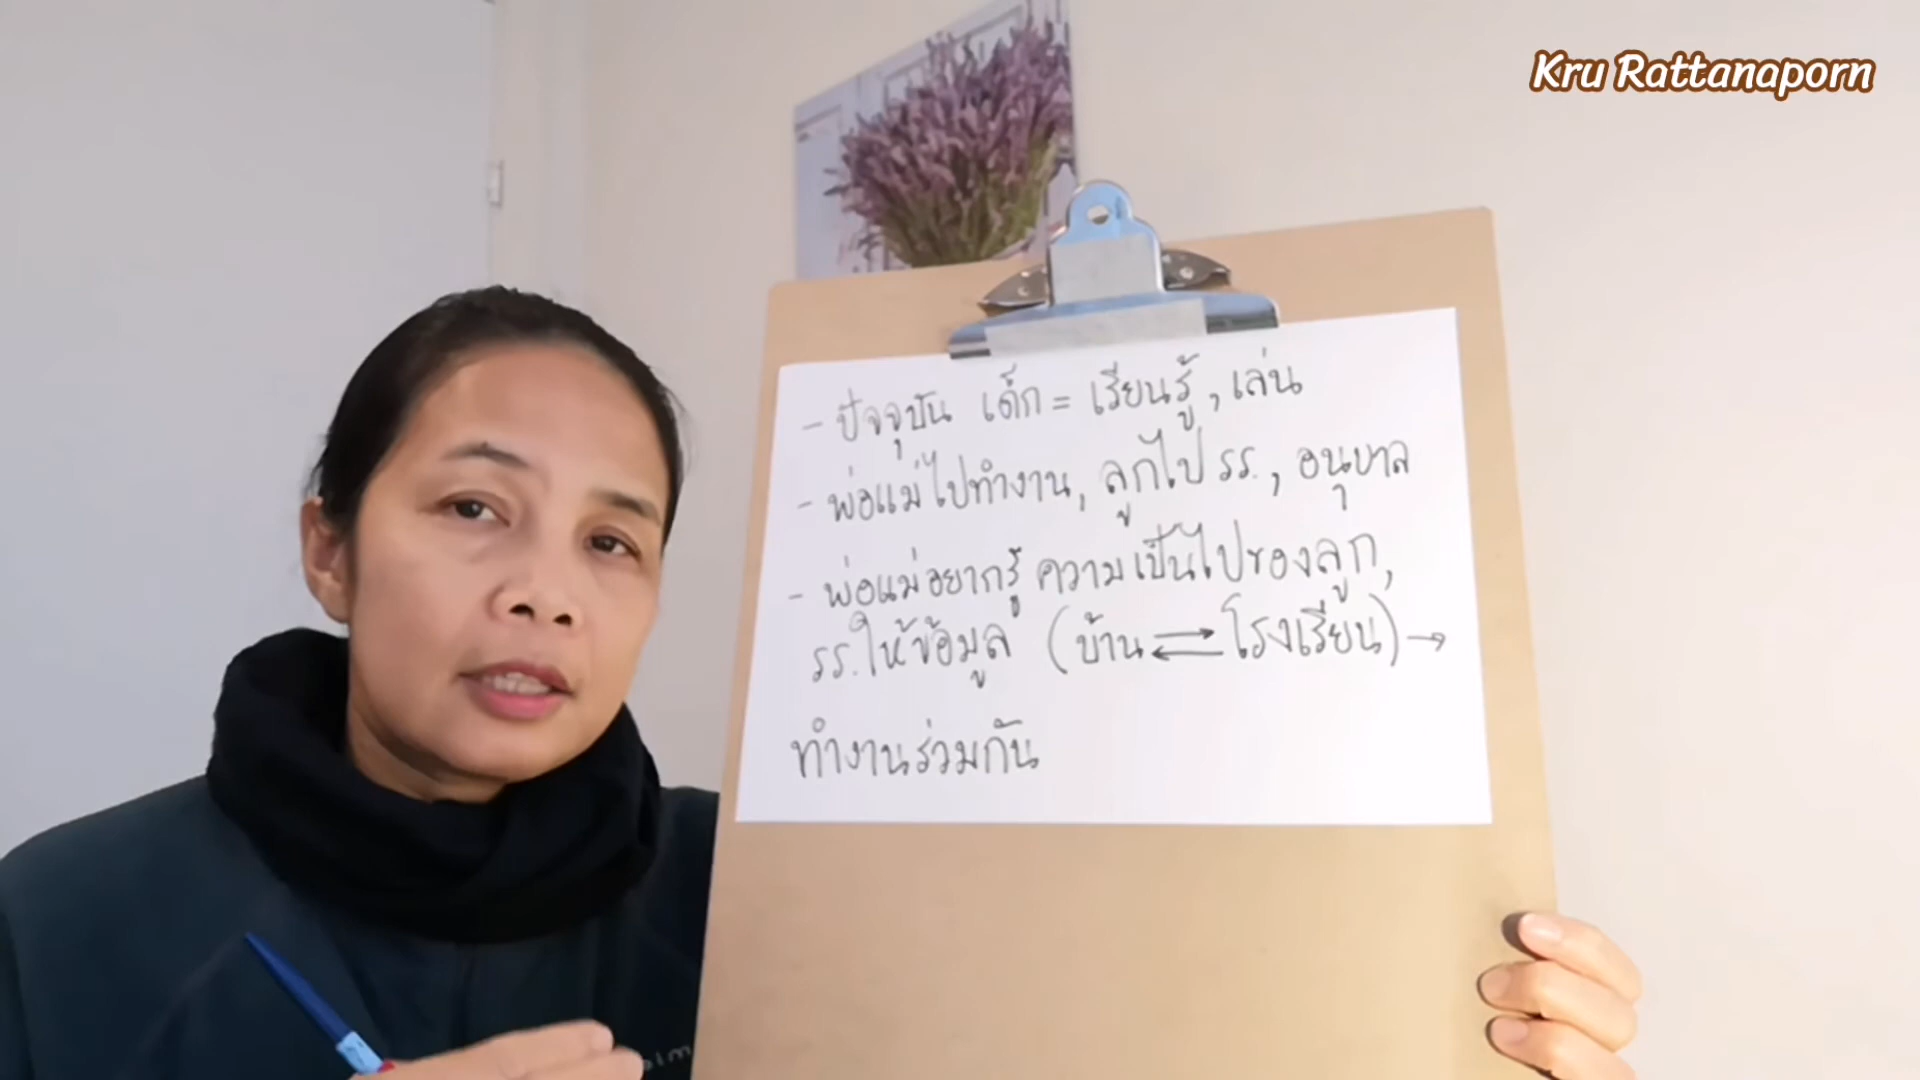 Kru Rattanaporn
- ปัจจุบัน เด็ก = เรียนรู้, เล่น
- พ่อแม่ไปทำงาน, ลูกไป รร., อนุบาล
- พ่อแม่อยากรู้ ความเป็นไปของลูก,
รร. ให้ข้อมูล (บ้าน ⇄ โรงเรียน) →
ทำงานร่วมกัน